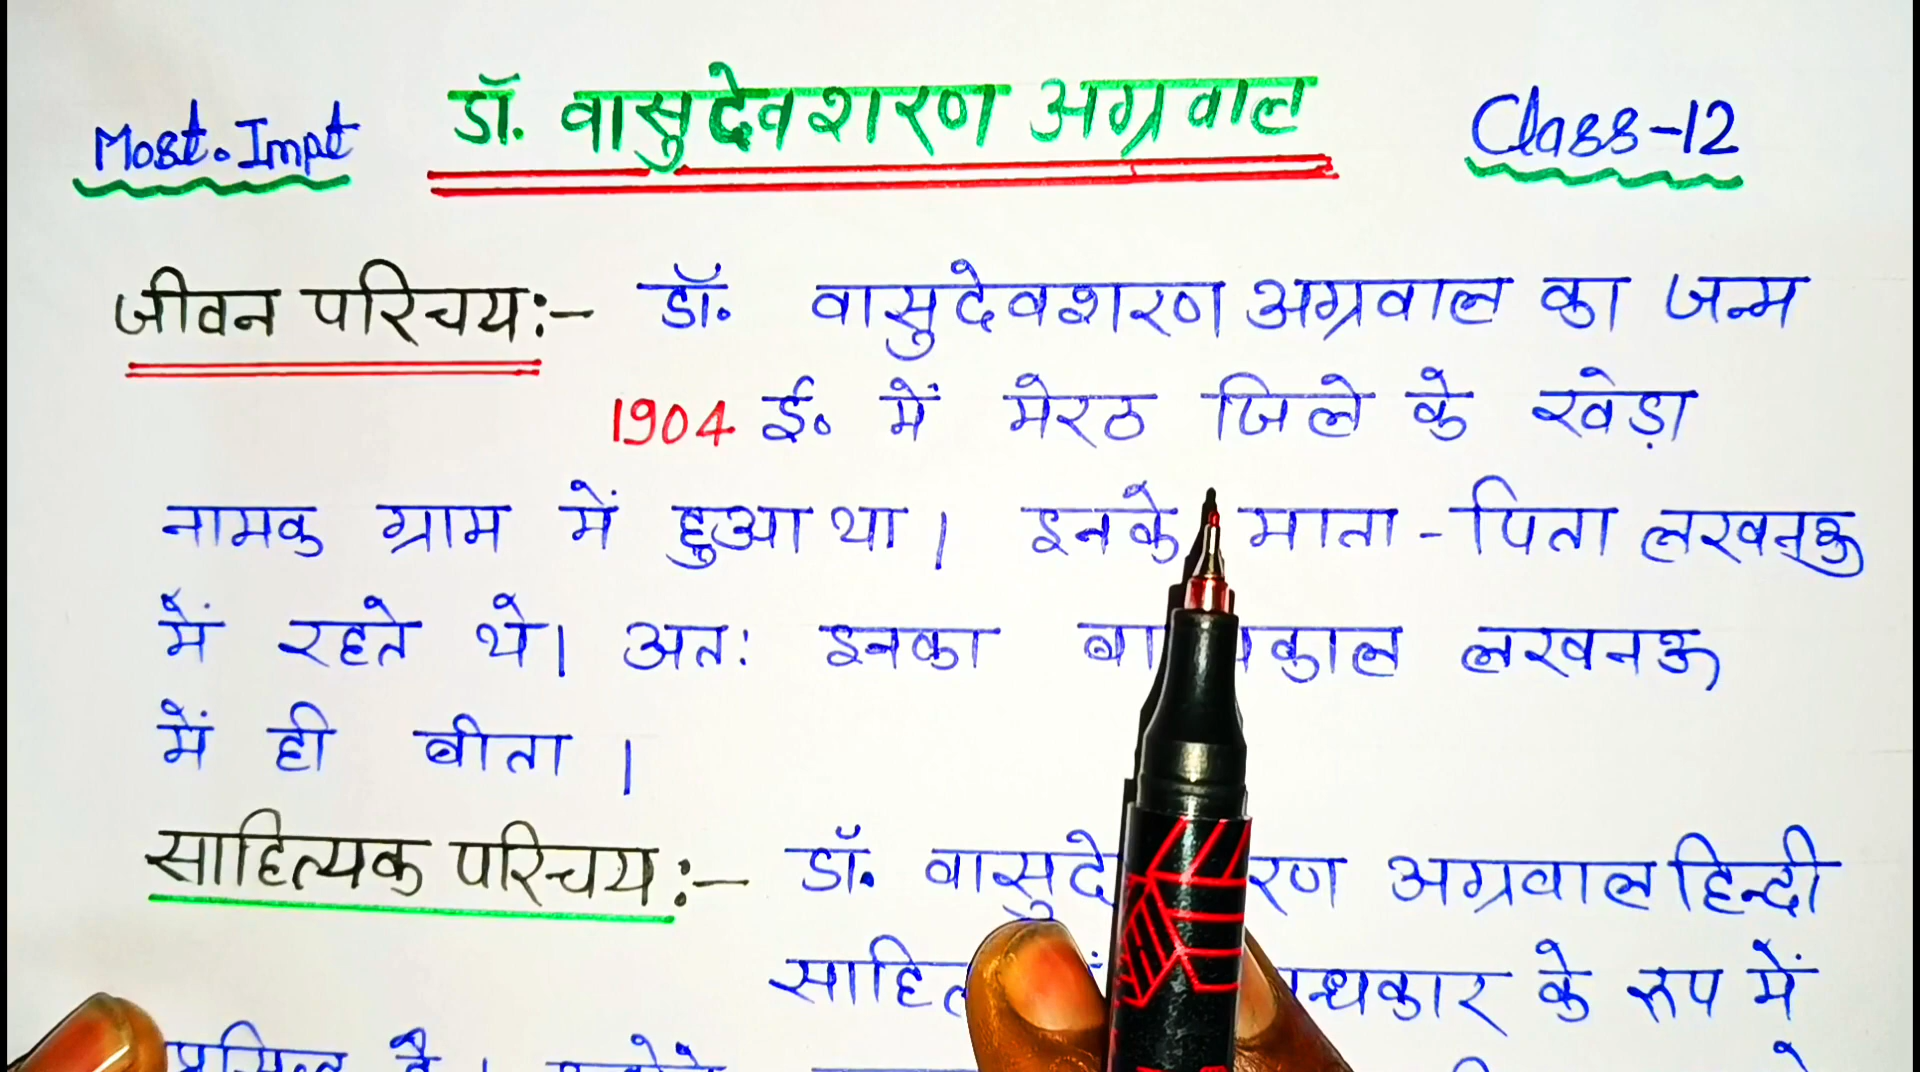 Most. Impt डॉ. वासुदेवशरण अग्रवाल Class-12
जीवन परिचय:- डॉ. वासुदेवशरण अग्रवाल का जन्म
1904 ई० में मेरठ जिले के खेड़ा
नामक ग्राम में हुआ था। इनके माता-पिता लखनऊ
में रहते थे। अत: इनका लखनऊ
में ही बीता।
साहित्यक परिचय:- डॉ. अग्रवाल हिन्दी
के रूप में